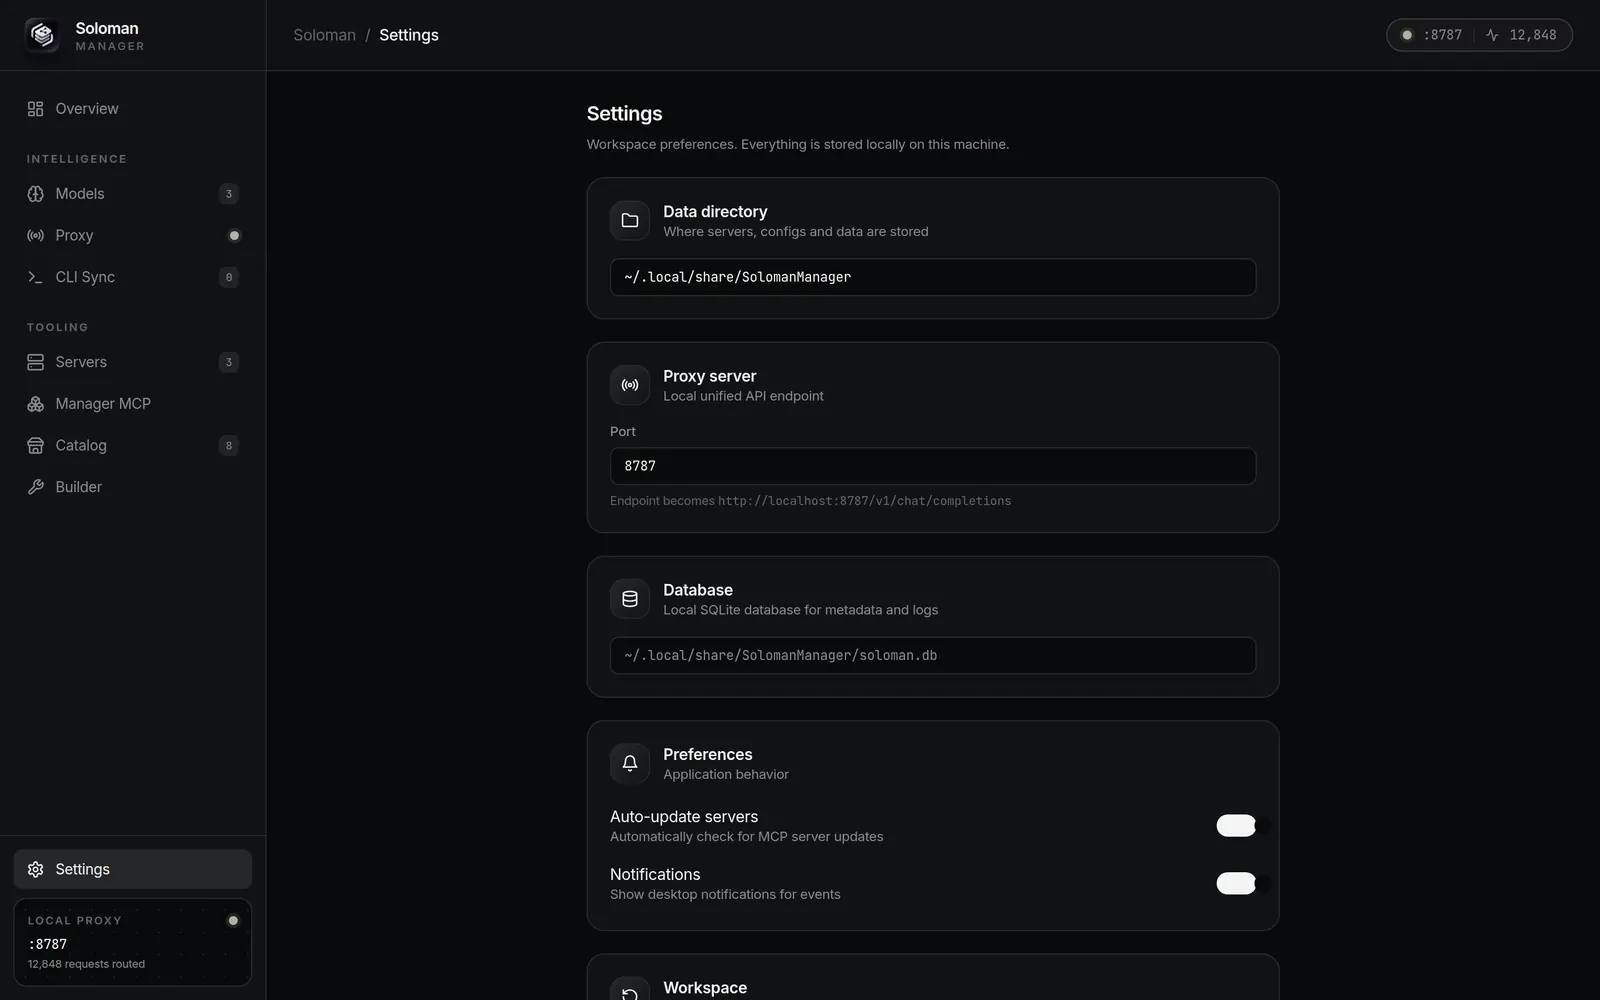 Soloman
MANAGER
Soloman / Settings
:8787
12,848
Overview
INTELLIGENCE
Models
3
Proxy
CLI Sync
0
TOOLING
Servers
3
Manager MCP
Catalog
8
Builder
Settings
LOCAL PROXY
:8787
12,848 requests routed
Settings
Workspace preferences. Everything is stored locally on this machine.
Data directory
Where servers, configs and data are stored
~/.local/share/SolomanManager
Proxy server
Local unified API endpoint
Port
8787
Endpoint becomes http://localhost:8787/v1/chat/completions
Database
Local SQLite database for metadata and logs
~/.local/share/SolomanManager/soloman.db
Preferences
Application behavior
Auto-update servers
Automatically check for MCP server updates
Notifications
Show desktop notifications for events
Workspace